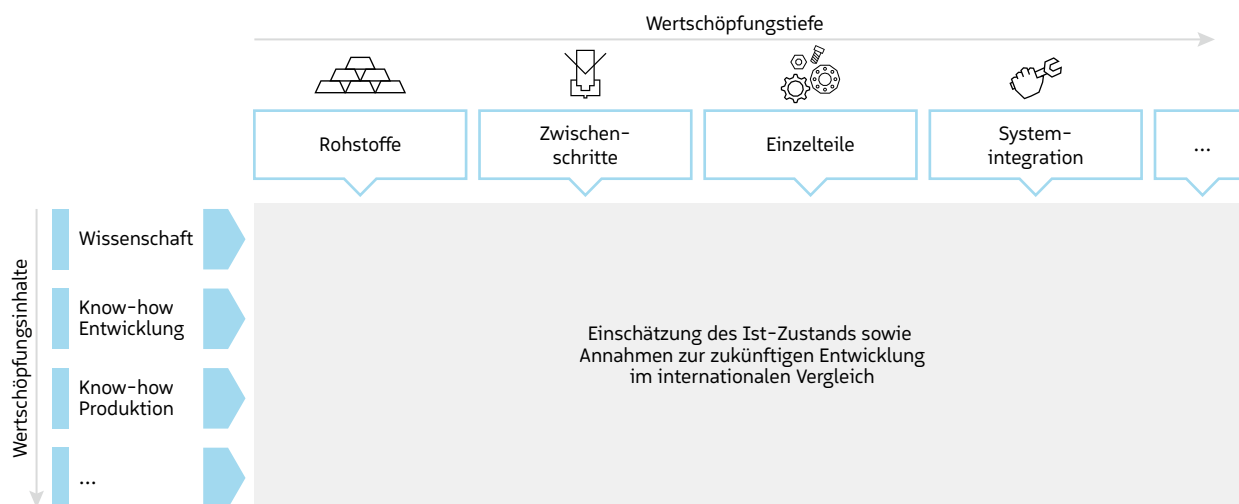 Wertschöpfungstiefe
Rohstoffe
Zwischen-
schritte
Einzelteile
System-
integration
...
Wertschöpfungsinhalte
Wissenschaft
Know-how
Entwicklung
Know-how
Produktion
...
Einschätzung des Ist-Zustands sowie
Annahmen zur zukünftigen Entwicklung
im internationalen Vergleich